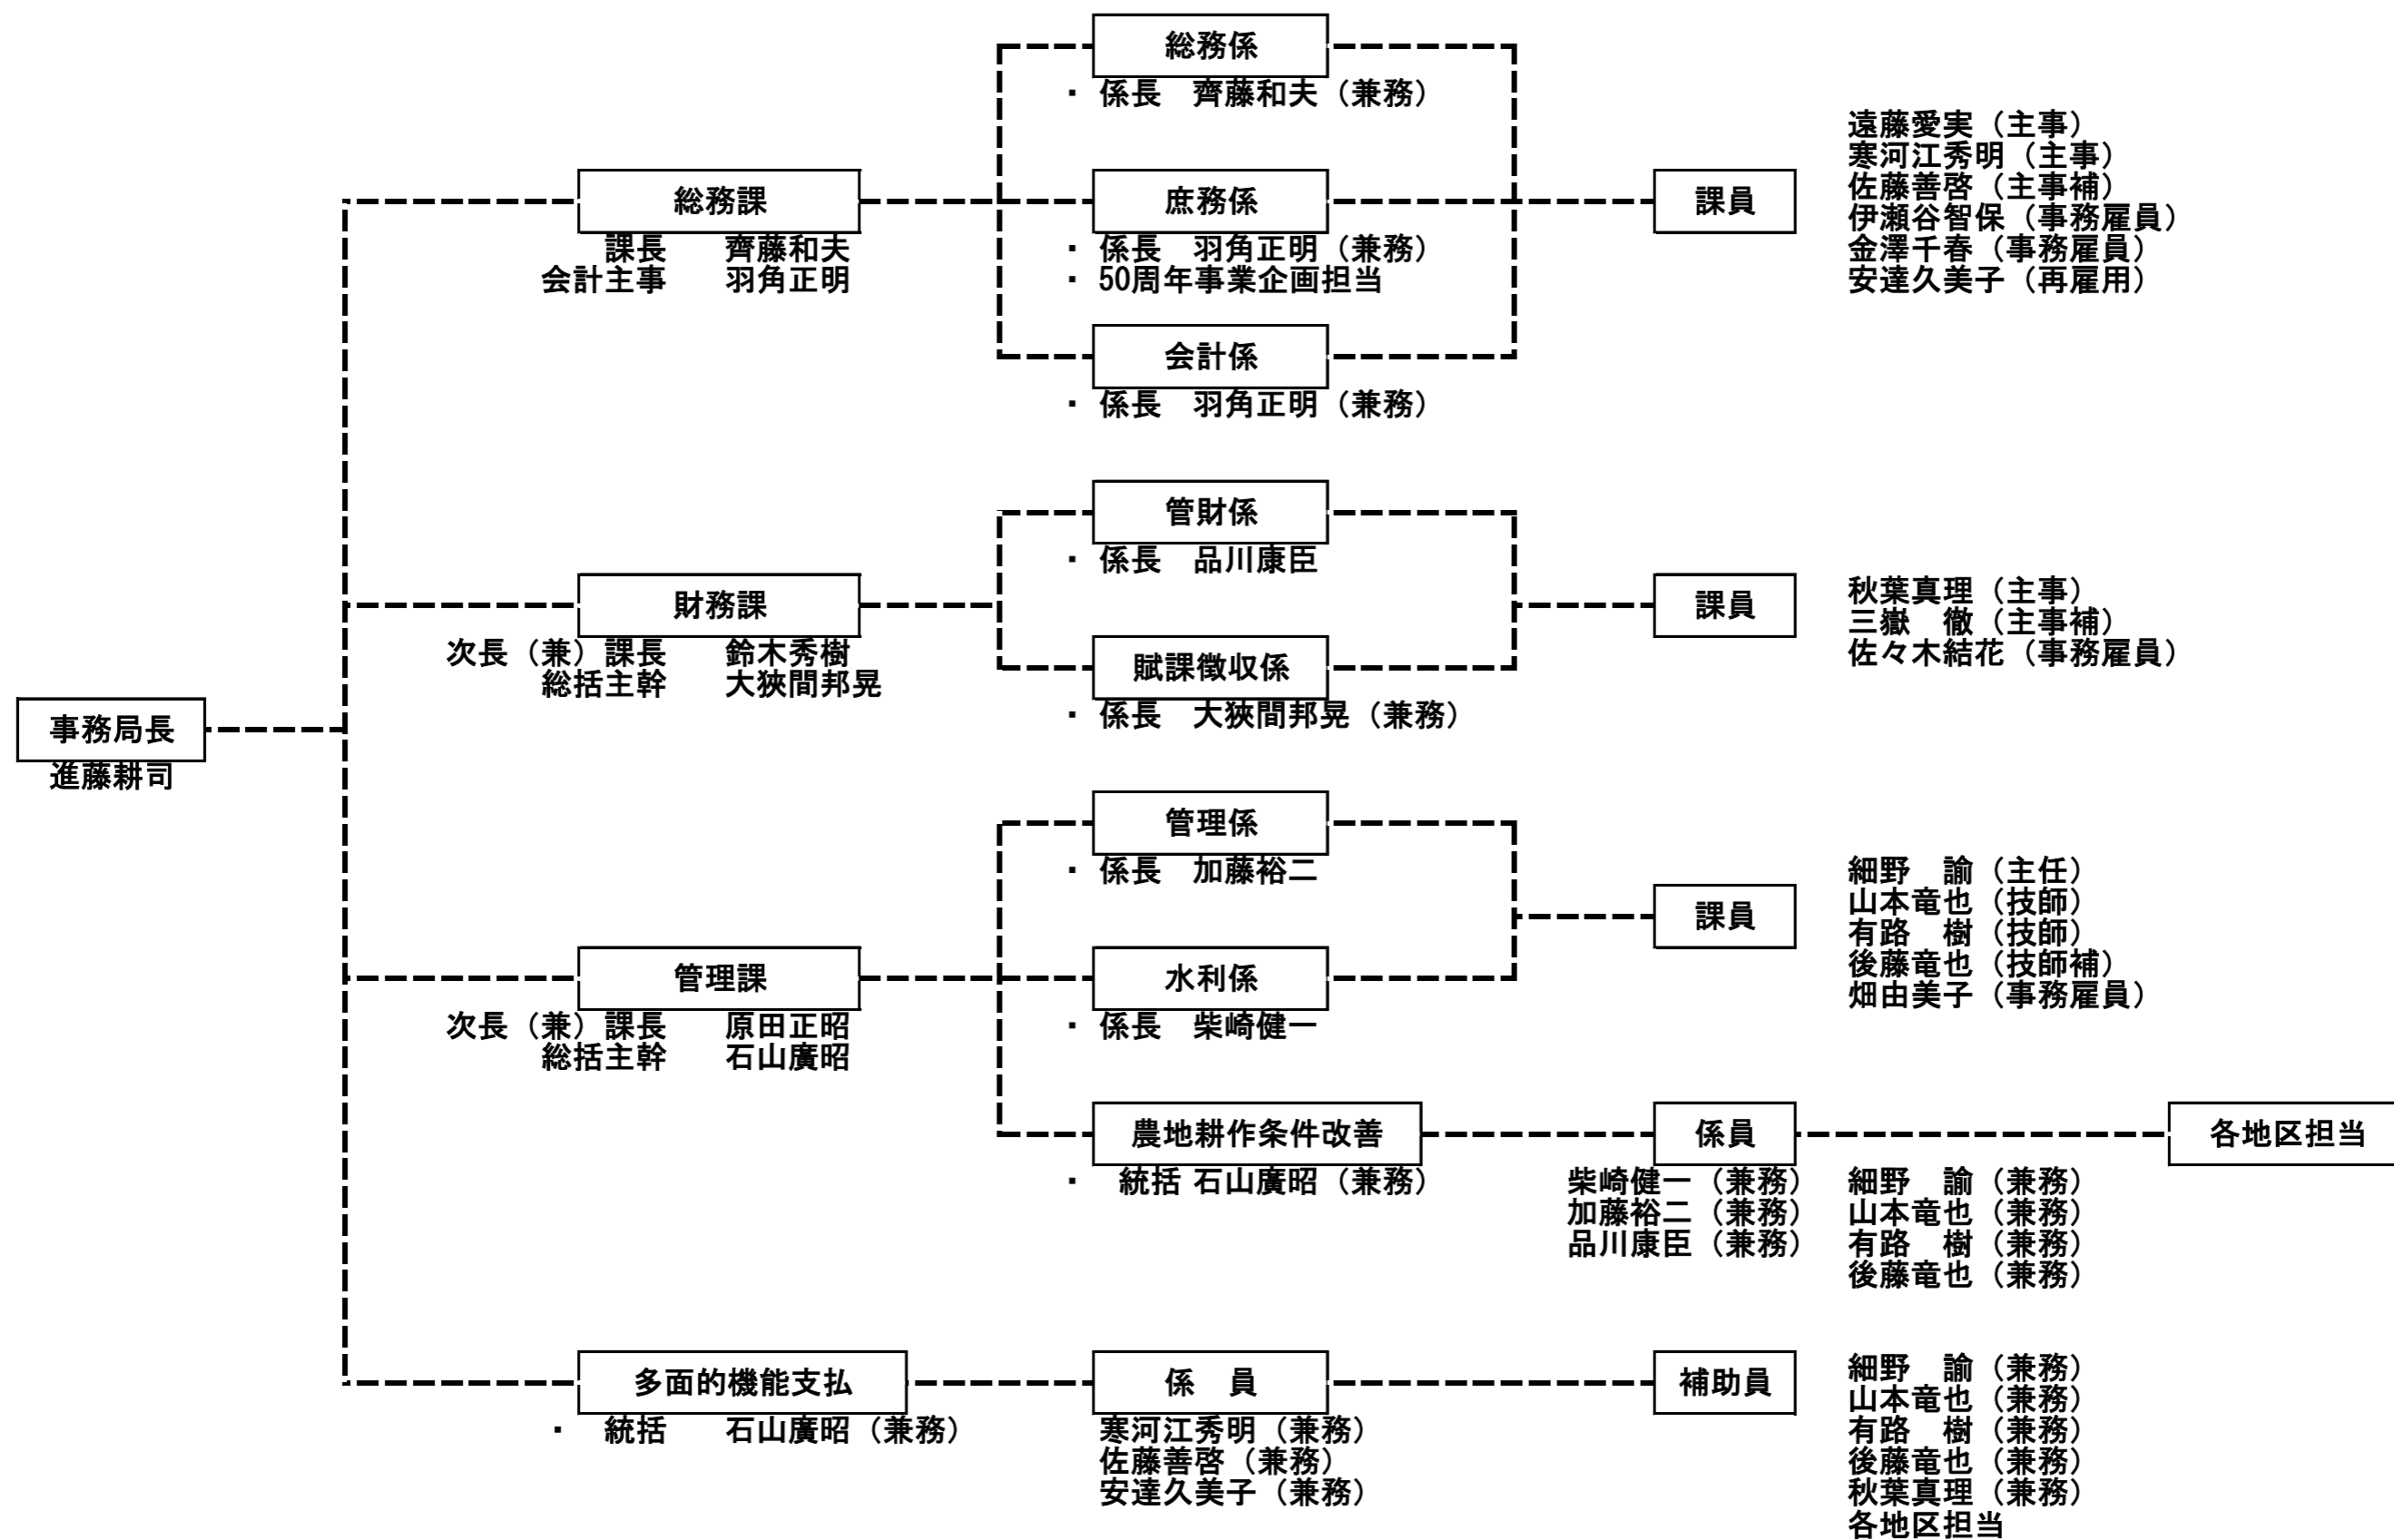 事務局長
進藤耕司
総務課
課長　齊藤和夫
会計主事　羽角正明
総務係
・ 係長　齊藤和夫（兼務）
庶務係
・ 係長　羽角正明（兼務）
・ 50周年事業企画担当
会計係
・ 係長　羽角正明（兼務）
課員
遠藤愛実（主事）
寒河江秀明（主事）
佐藤善啓（主事補）
伊瀬谷智保（事務雇員）
金澤千春（事務雇員）
安達久美子（再雇用）
財務課
次長（兼）課長　鈴木秀樹
総括主幹　大狹間邦晃
管財係
・ 係長　品川康臣
賦課徴収係
・ 係長　大狹間邦晃（兼務）
課員
秋葉真理（主事）
三嶽　徹（主事補）
佐々木結花（事務雇員）
管理課
次長（兼）課長　原田正昭
総括主幹　石山廣昭
管理係
・ 係長　加藤裕二
水利係
・ 係長　柴崎健一
課員
細野　諭（主任）
山本竜也（技師）
有路　樹（技師）
後藤竜也（技師補）
畑由美子（事務雇員）
農地耕作条件改善
・ 統括 石山廣昭（兼務）
係員
柴崎健一（兼務）
加藤裕二（兼務）
品川康臣（兼務）
細野　諭（兼務）
山本竜也（兼務）
有路　樹（兼務）
後藤竜也（兼務）
各地区担当
多面的機能支払
・ 統括　石山廣昭（兼務）
係　員
寒河江秀明（兼務）
佐藤善啓（兼務）
安達久美子（兼務）
補助員
細野　諭（兼務）
山本竜也（兼務）
有路　樹（兼務）
後藤竜也（兼務）
秋葉真理（兼務）
各地区担当